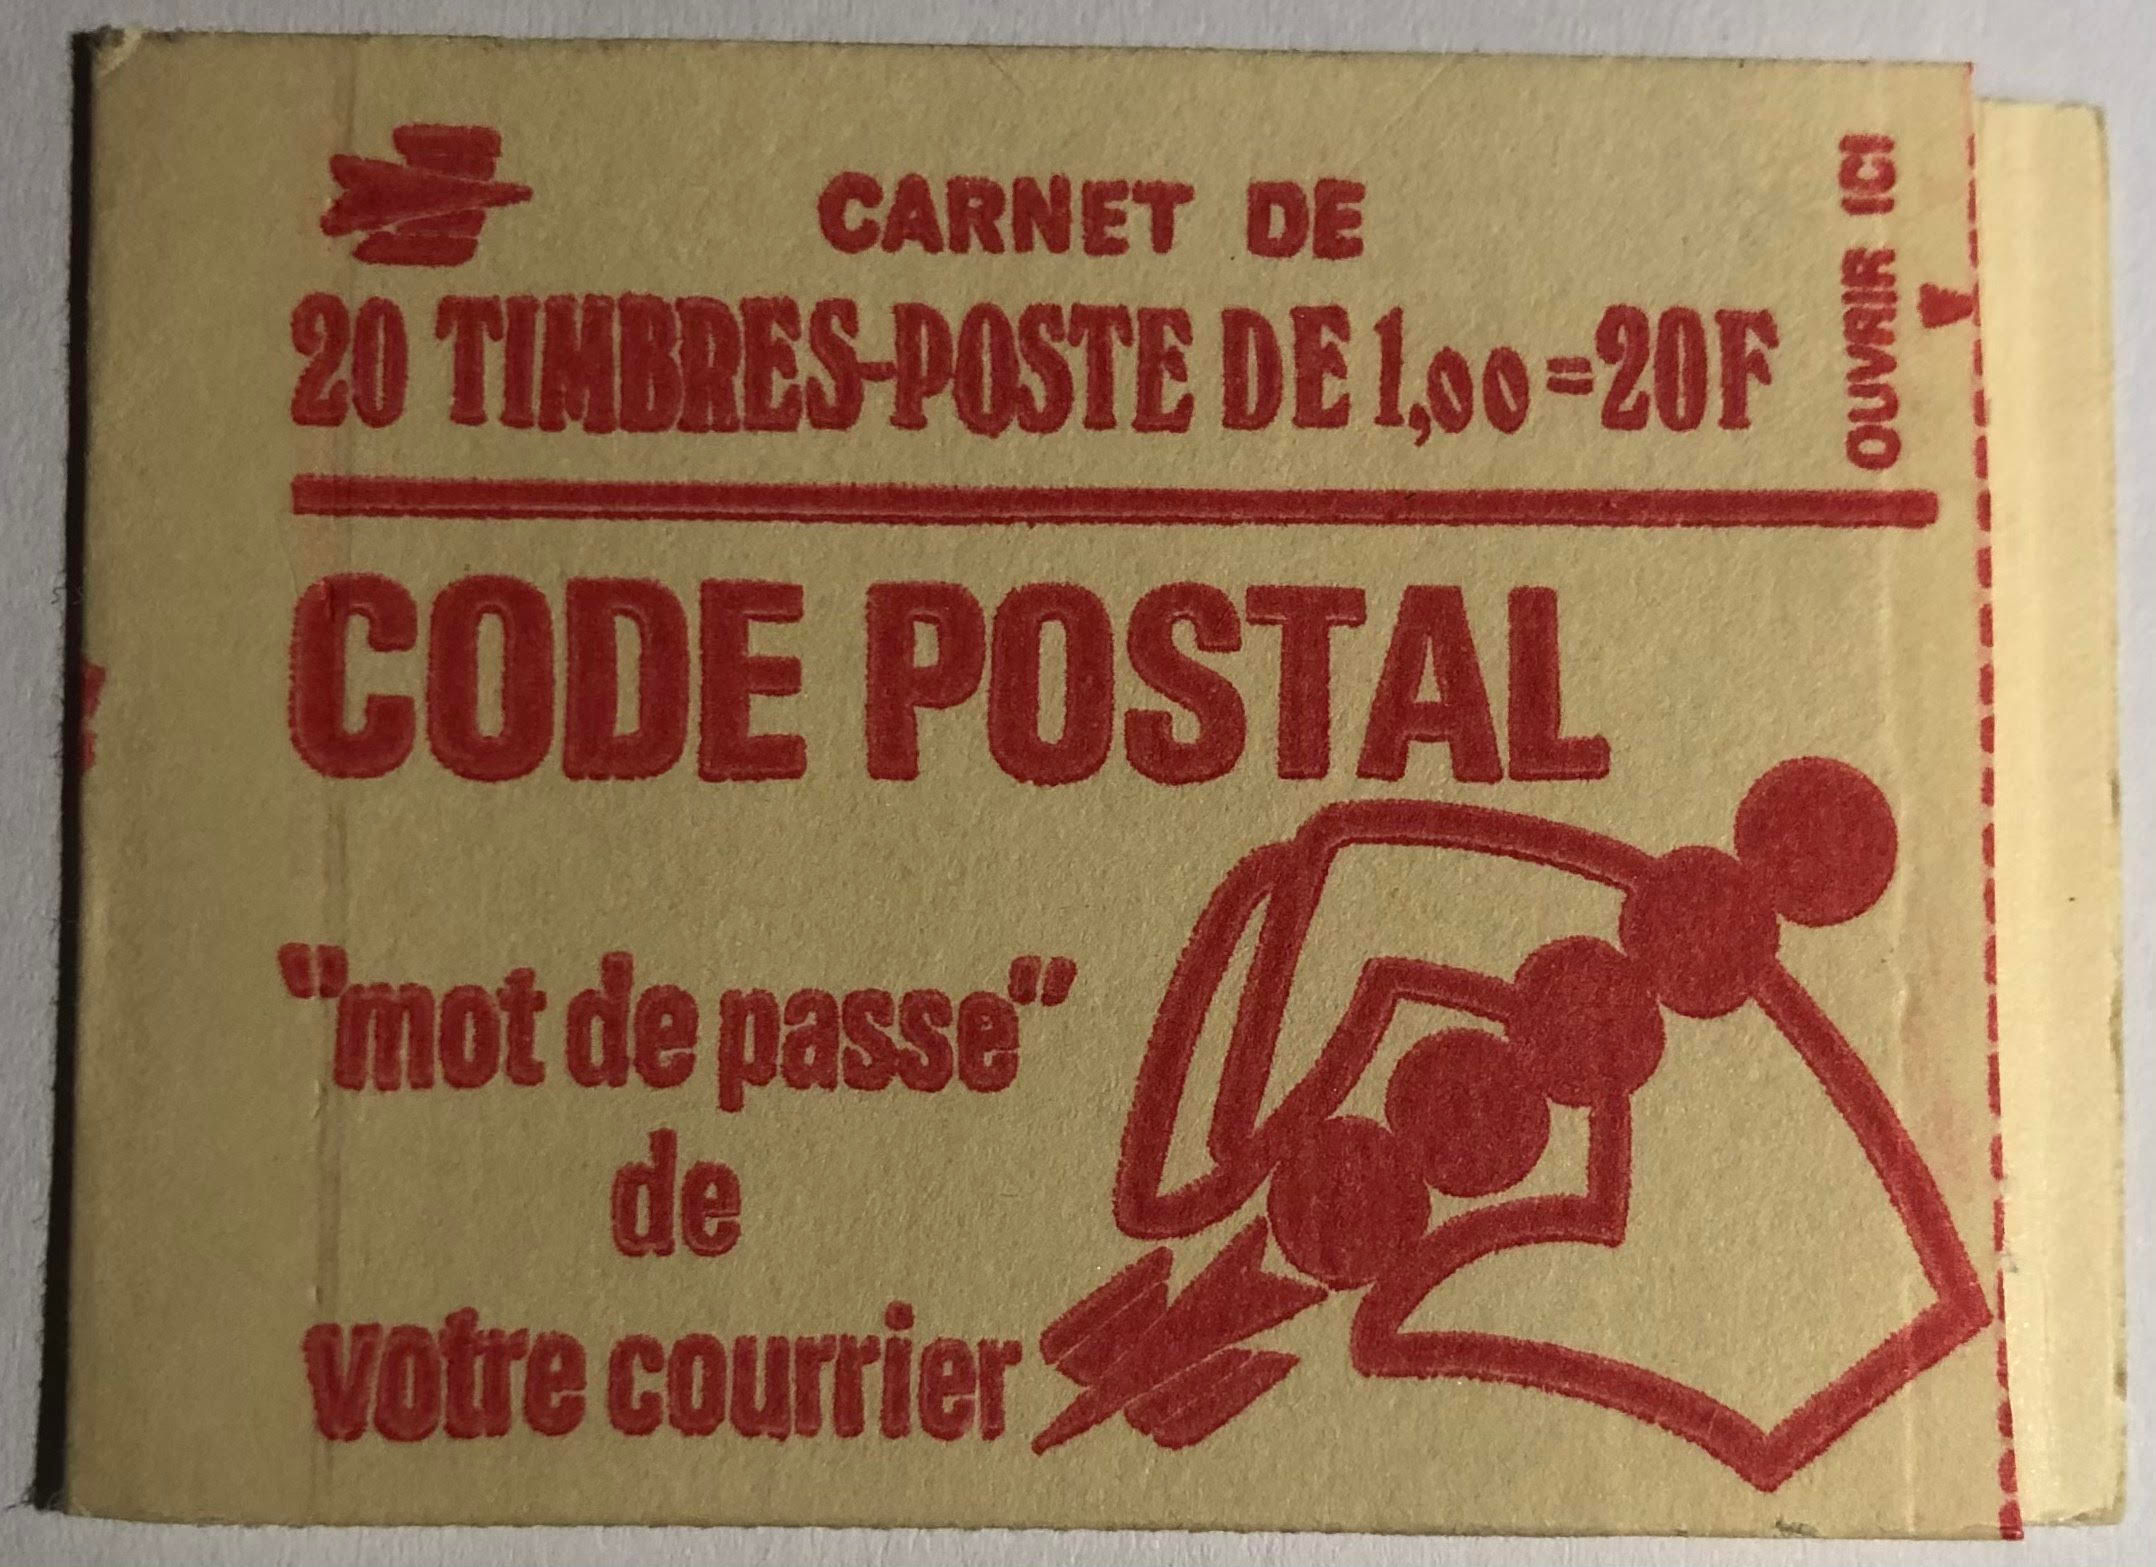 CARNET DE
20 TIMBRES-POSTE DE 1,00=20F
OUVRIR ICI
CODE POSTAL
"mot de passe"
de
votre courrier